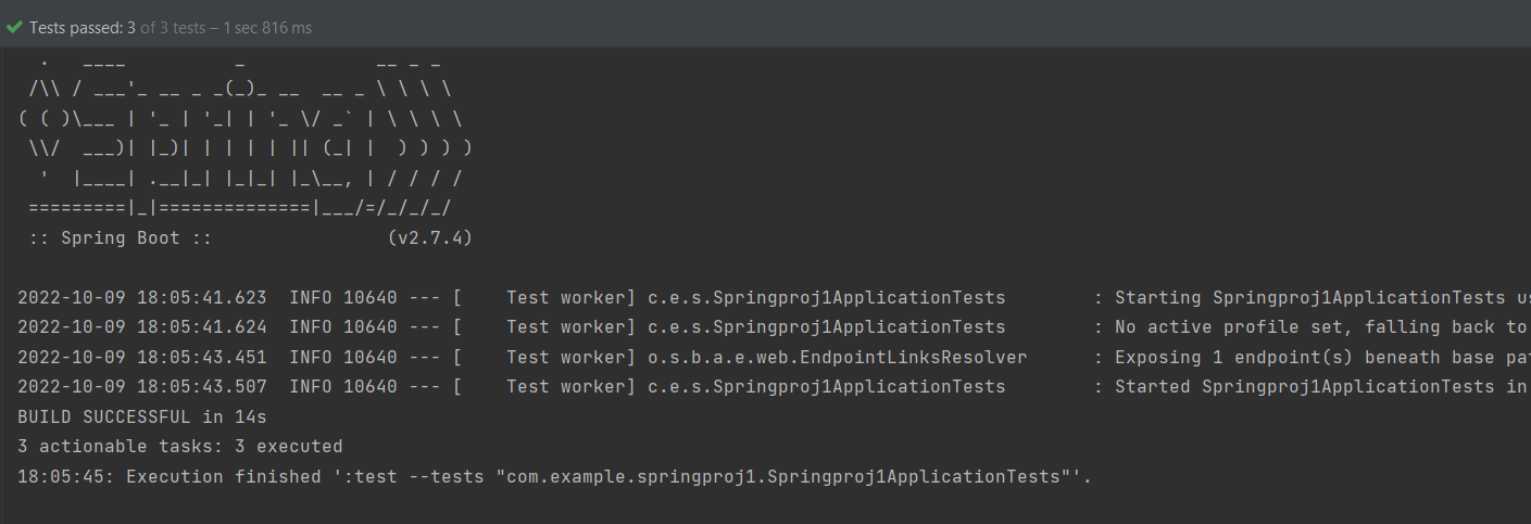 Tests passed: 3 of 3 tests – 1 sec 816 ms
  .   ____          _            __ _ _
 /\\ / ___'_ __ _ _(_)_ __  __ _ \ \ \ \
( ( )\___ | '_ | '_| | '_ \/ _` | \ \ \ \
 \\/  ___)| |_)| | | | | || (_| |  ) ) ) )
  '  |____| .__|_| |_|_| |_\__, | / / / /
 =========|_|==============|___/=/_/_/_/
 :: Spring Boot ::                (v2.7.4)
2022-10-09 18:05:41.623  INFO 10640 --- [    Test worker] c.e.s.Springproj1ApplicationTests        : Starting Springproj1ApplicationTests us
2022-10-09 18:05:41.624  INFO 10640 --- [    Test worker] c.e.s.Springproj1ApplicationTests        : No active profile set, falling back to
2022-10-09 18:05:43.451  INFO 10640 --- [    Test worker] o.s.b.a.e.web.EndpointLinksResolver      : Exposing 1 endpoint(s) beneath base pat
2022-10-09 18:05:43.507  INFO 10640 --- [    Test worker] c.e.s.Springproj1ApplicationTests        : Started Springproj1ApplicationTests in
BUILD SUCCESSFUL in 14s
3 actionable tasks: 3 executed
18:05:45: Execution finished ':test --tests "com.example.springproj1.Springproj1ApplicationTests"'.